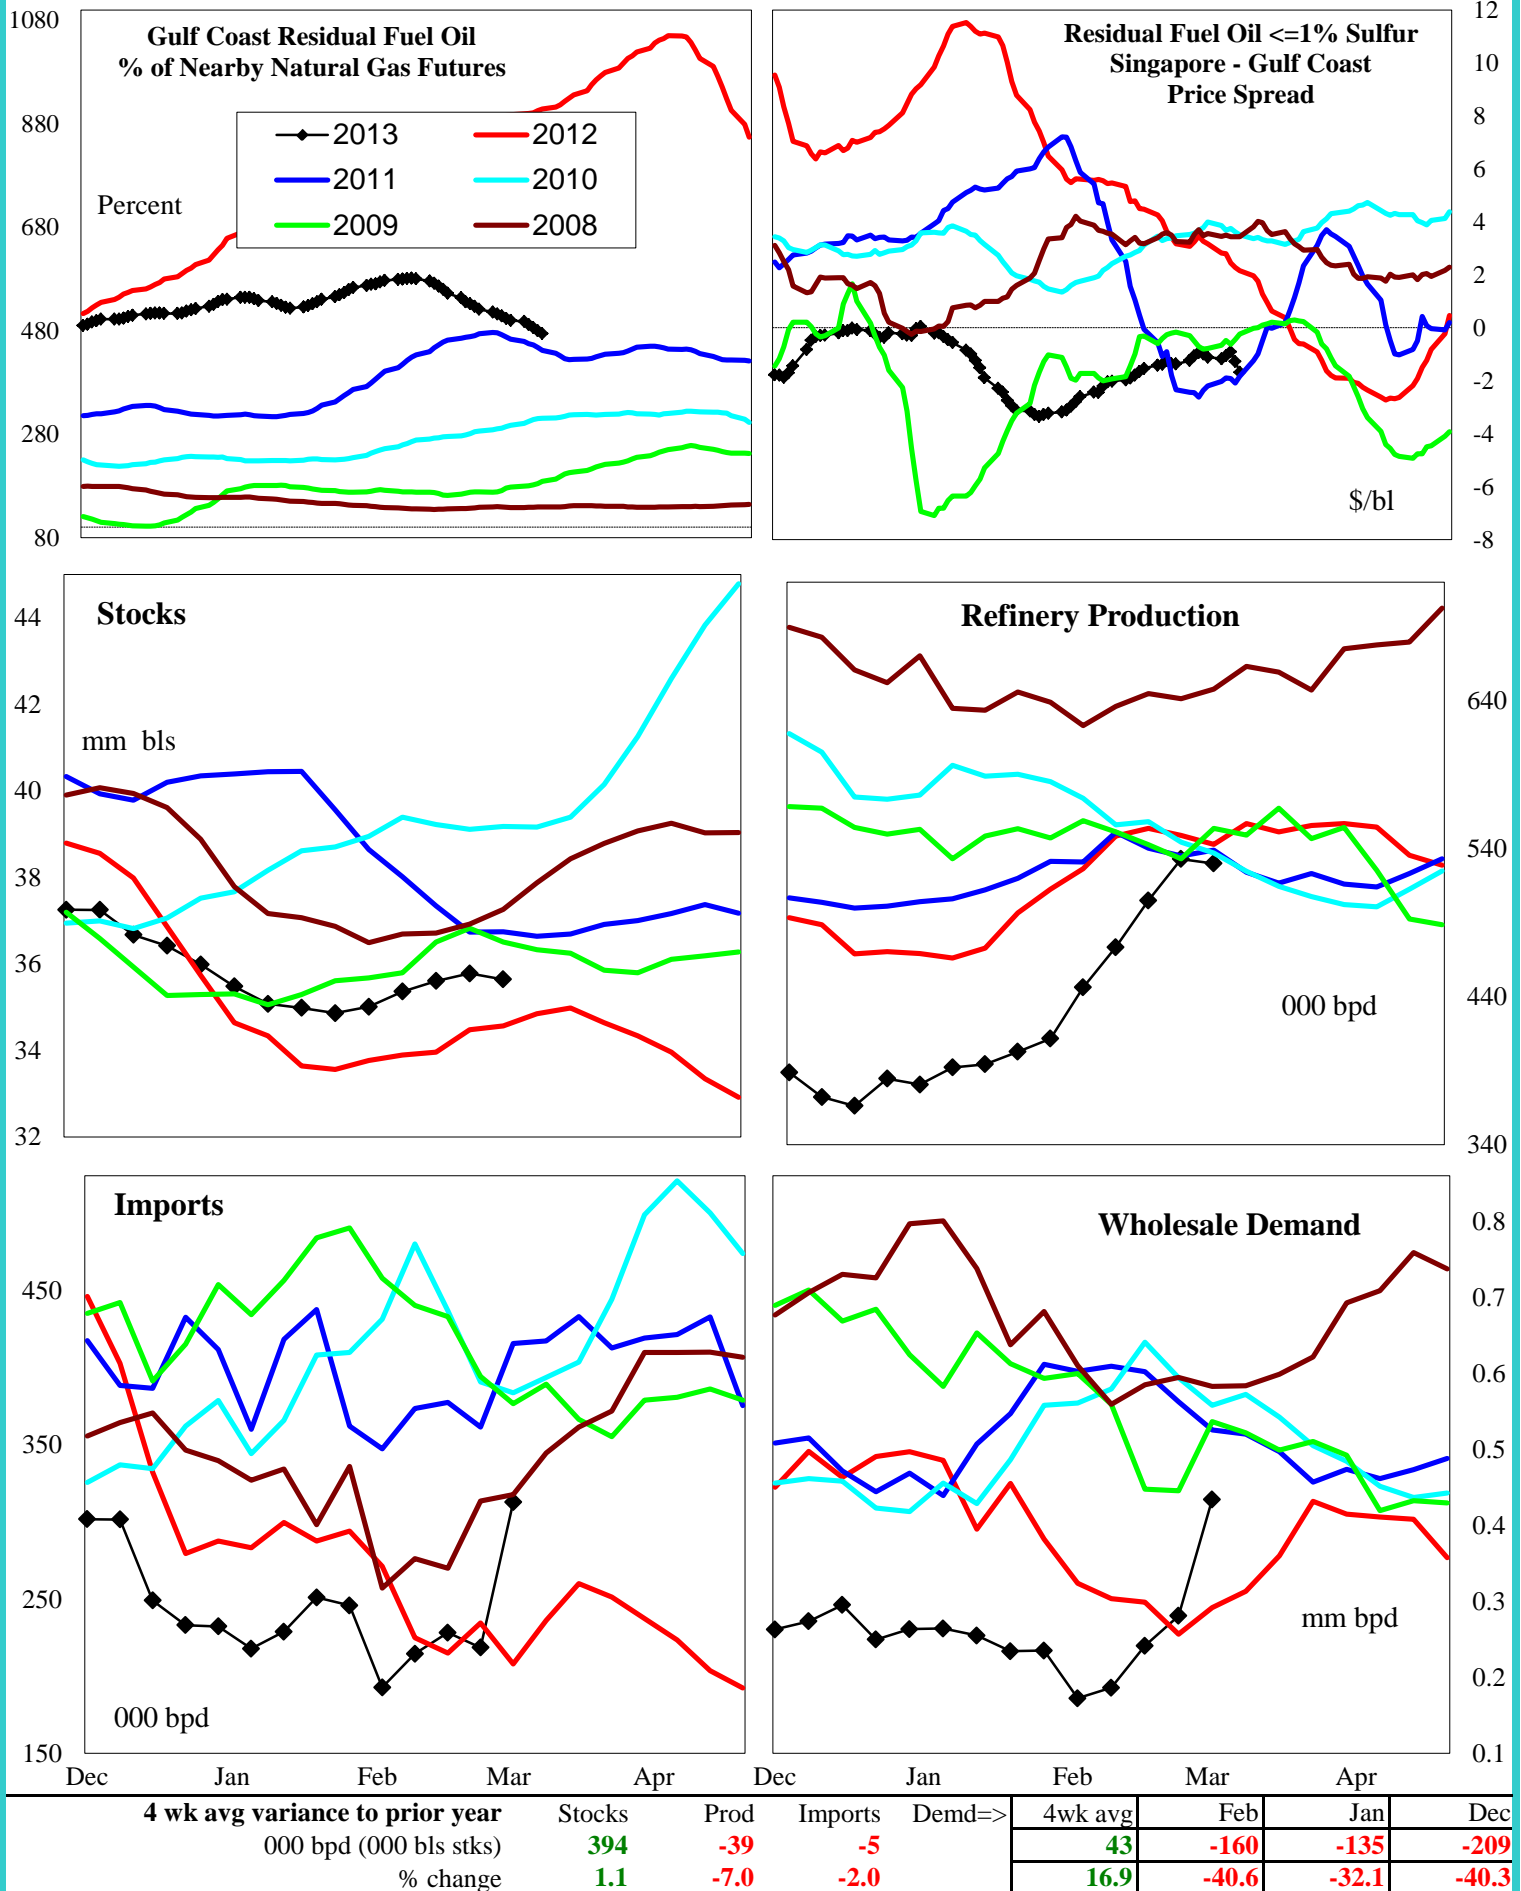 Gulf Coast Residual Fuel Oil
% of Nearby Natural Gas Futures
1080
880
680
480
280
80
Percent
2013
2012
2011
2010
2009
2008
Residual Fuel Oil <=1% Sulfur
Singapore - Gulf Coast
Price Spread
12
10
8
6
4
2
0
-2
-4
-6
-8
$/bl
Stocks
mm bls
44
42
40
38
36
34
32
Refinery Production
640
540
440
340
000 bpd
Imports
450
350
250
150
000 bpd
Dec Jan Feb Mar Apr
Wholesale Demand
0.8
0.7
0.6
0.5
0.4
0.3
0.2
0.1
mm bpd
Dec Jan Feb Mar Apr
4 wk avg variance to prior year Stocks Prod Imports Demd=> 4wk avg Feb Jan Dec
000 bpd (000 bls stks) 394 -39 -5 43 -160 -135 -209
% change 1.1 -7.0 -2.0 16.9 -40.6 -32.1 -40.3